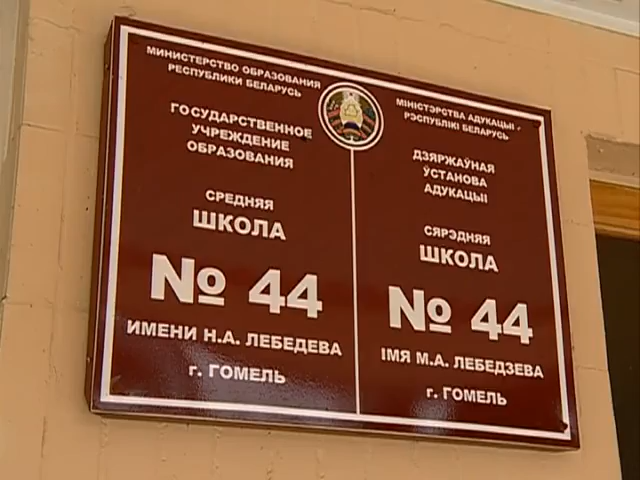 МИНИСТЕРСТВО ОБРАЗОВАНИЯ
РЕСПУБЛИКИ БЕЛАРУСЬ
ГОСУДАРСТВЕННОЕ
УЧРЕЖДЕНИЕ
ОБРАЗОВАНИЯ
СРЕДНЯЯ
ШКОЛА
№ 44
ИМЕНИ Н.А. ЛЕБЕДЕВА
г. ГОМЕЛЬ
МІНІСТЭРСТВА АДУКАЦЫІ
РЭСПУБЛІКІ БЕЛАРУСЬ
ДЗЯРЖАЎНАЯ
ЎСТАНОВА
АДУКАЦЫІ
СЯРЭДНЯЯ
ШКОЛА
№ 44
ІМЯ М.А. ЛЕБЕДЗЕВА
г. ГОМЕЛЬ